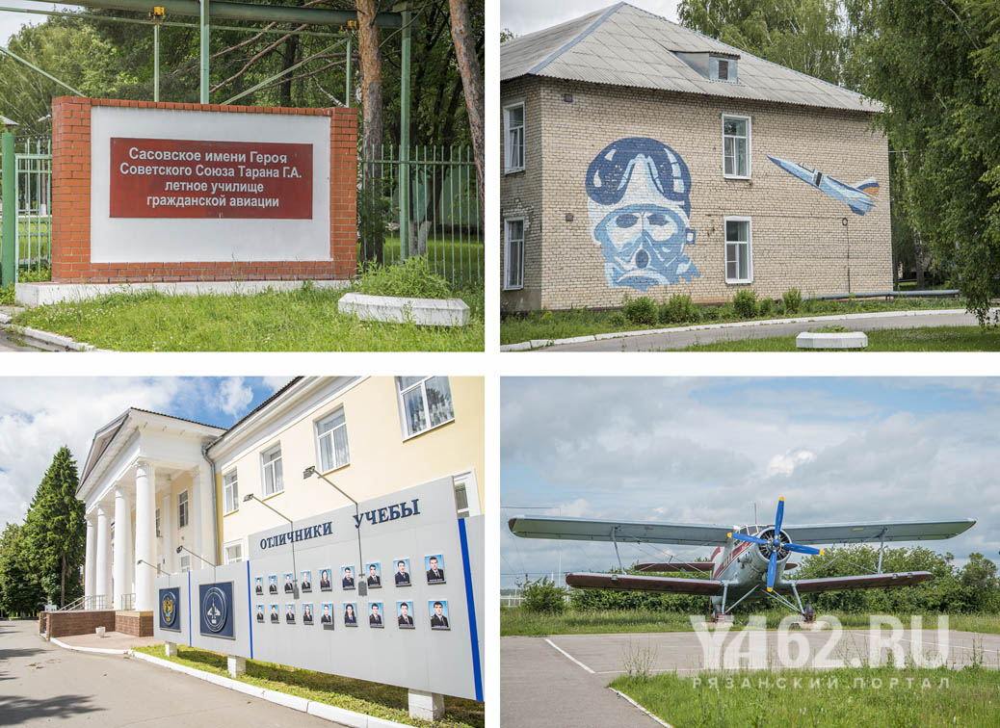 Сасовское имени Героя
Советского Союза Тарана Г.А.
летное училище
гражданской авиации
ОТЛИЧНИКИ УЧЕБЫ
YA62.RU
РЯЗАНСКИЙ ПОРТАЛ